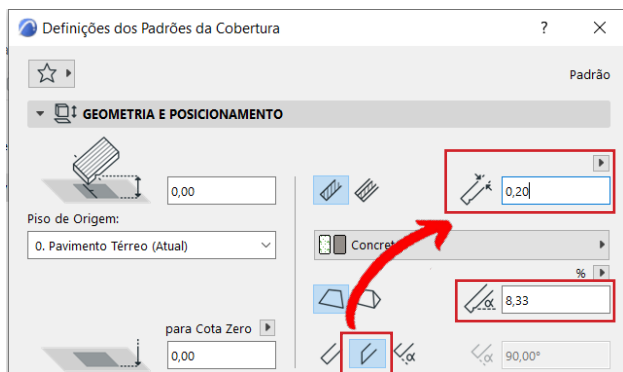 Definições dos Padrões da Cobertura
?
Padrão
GEOMETRIA E POSICIONAMENTO
0,00
0,20
Piso de Origem:
0. Pavimento Térreo (Atual)
Concret
%
α
8,33
para Cota Zero
0,00
α
α
90,00°